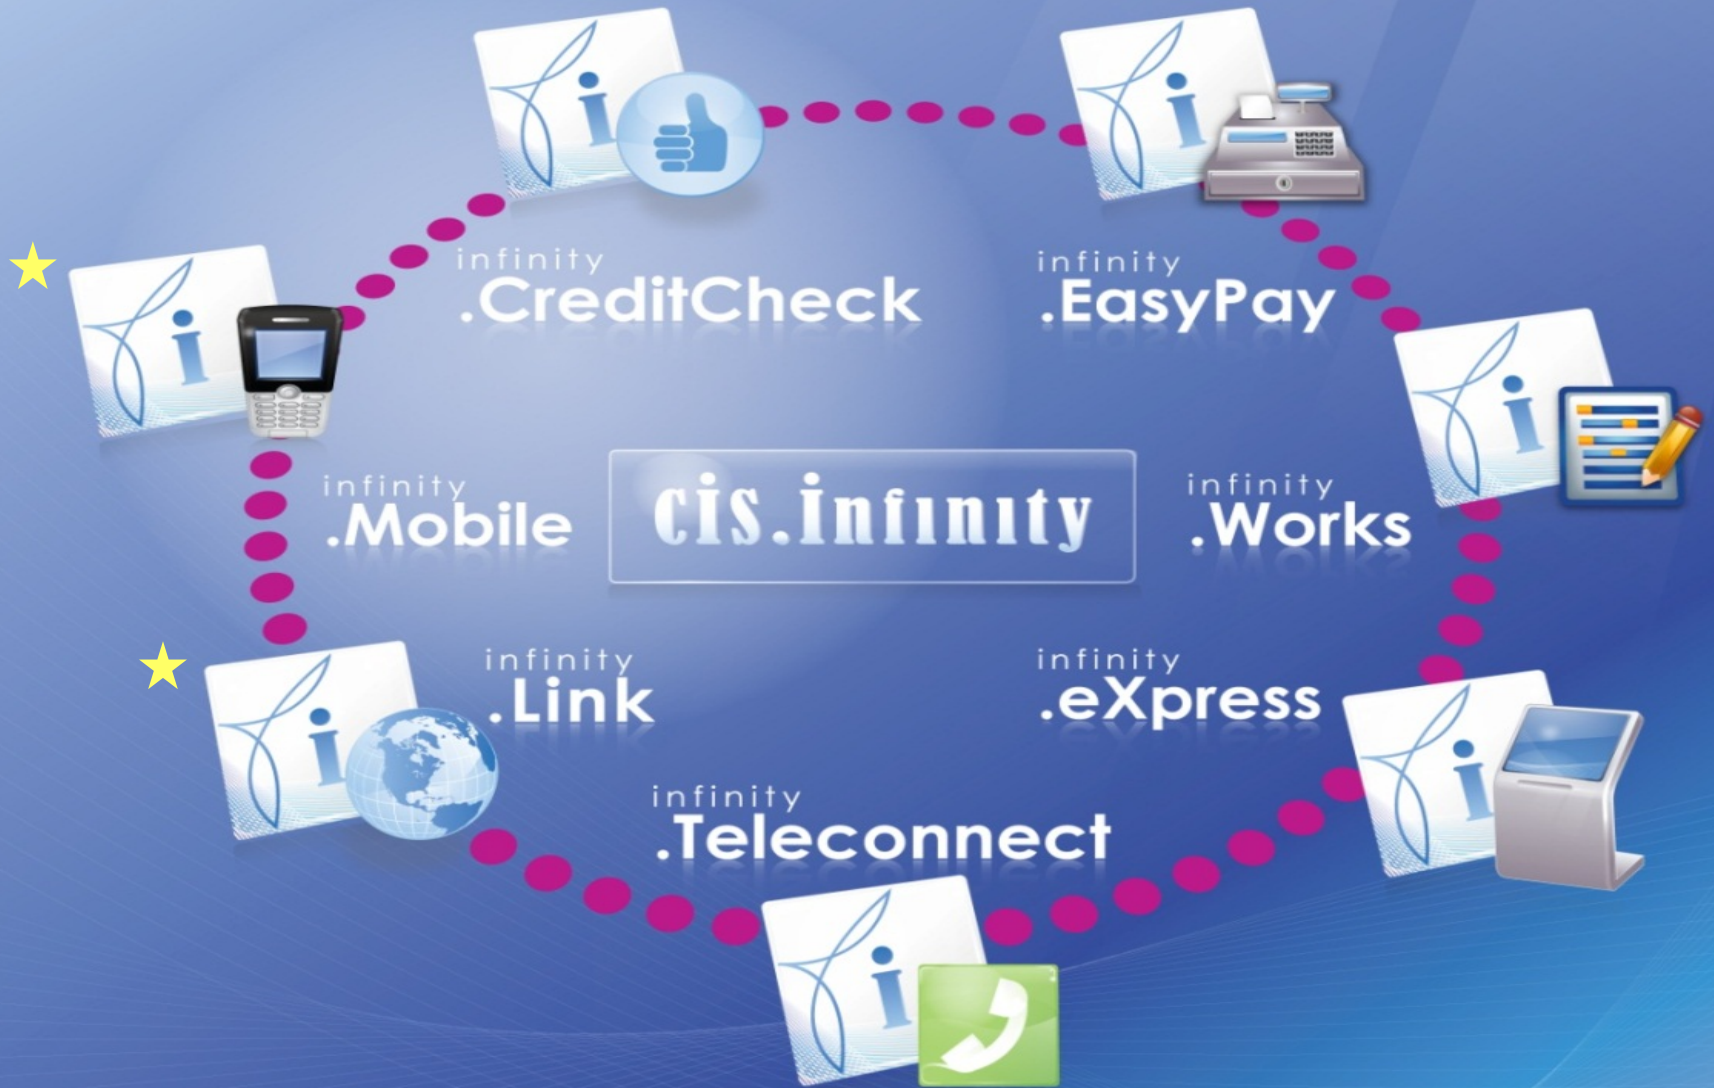 infinity
.CreditCheck
infinity
.EasyPay
infinity
.Mobile
cis.infinity
infinity
.Works
infinity
.Link
infinity
.eXpress
infinity
.Teleconnect
i
i
i
i
i
i
i